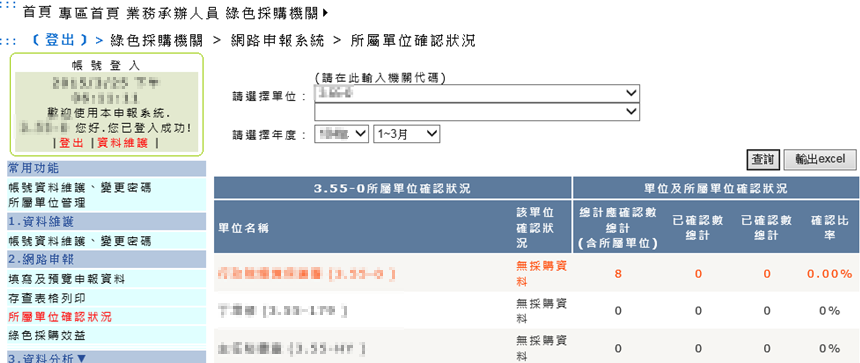 ::: 首頁 專區首頁 業務承辦人員 綠色採購機關▶
::: (登出) > 綠色採購機關 > 網路申報系統 > 所屬單位確認狀況
帳 號 登 入
歡迎使用本申報系統.
您好.您已登入成功!
|登出 |資料維護 |
(請在此輸入機關代碼)
請選擇單位：
請選擇年度： 1~3月
查詢 輸出excel
常用功能
帳號資料維護、變更密碼
所屬單位管理
1.資料維護
帳號資料維護、變更密碼
2.網路申報
填寫及預覽申報資料
存查表格列印
所屬單位確認狀況
綠色採購效益
3.資料分析▼
3.55-0所屬單位確認狀況 單位及所屬單位確認狀況
單位名稱 該單位確認狀況 總計應確認數總計(含所屬單位) 已確認數總計 已確認數總計 確認比率
無採購資料 8 0 0 0.00%
無採購資料 0 0 0 0%
無採購資料 0 0 0 0%